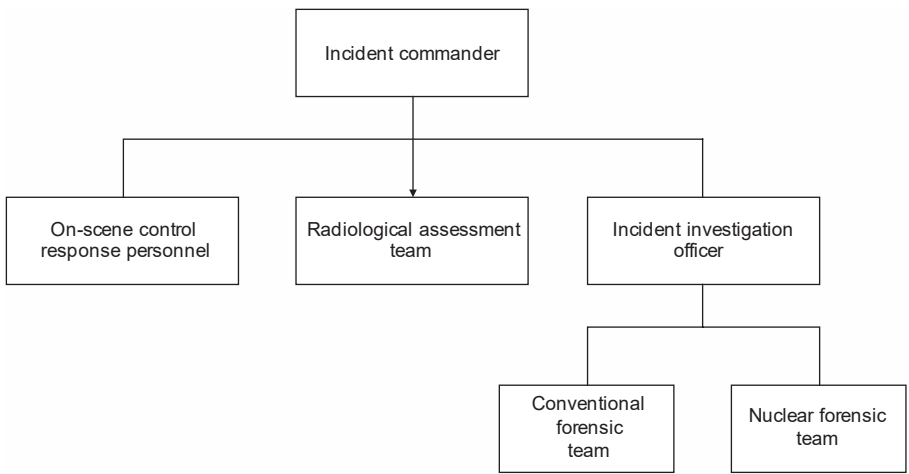 Incident commander
On-scene control
response personnel
Radiological assessment
team
Incident investigation
officer
Conventional
forensic
team
Nuclear forensic
team